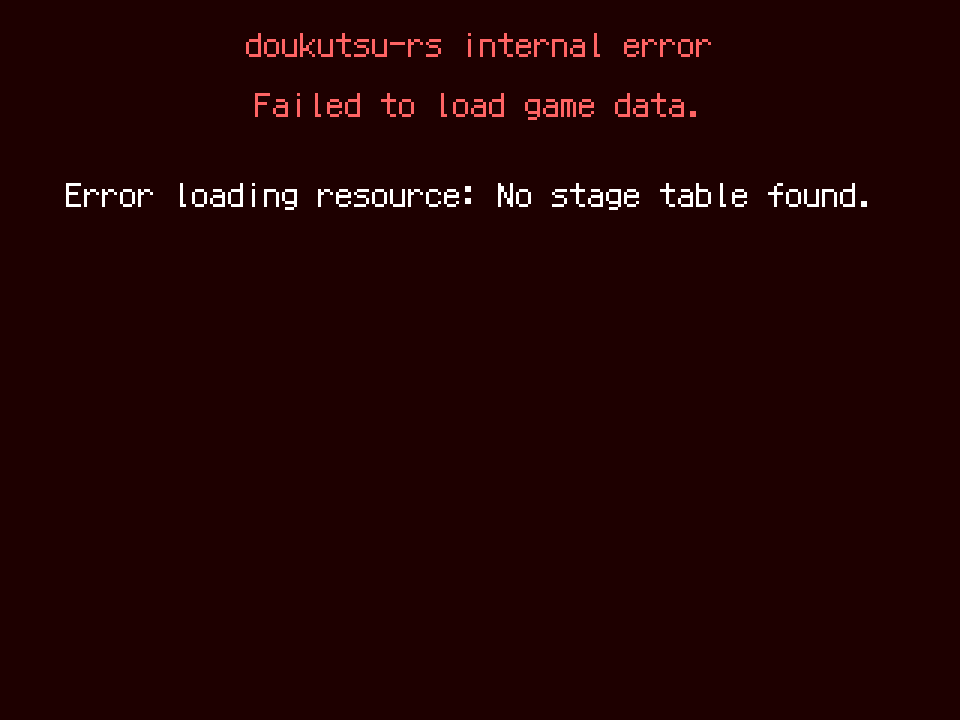 doukutsu-rs internal error
Failed to load game data.
Error loading resource: No stage table found.